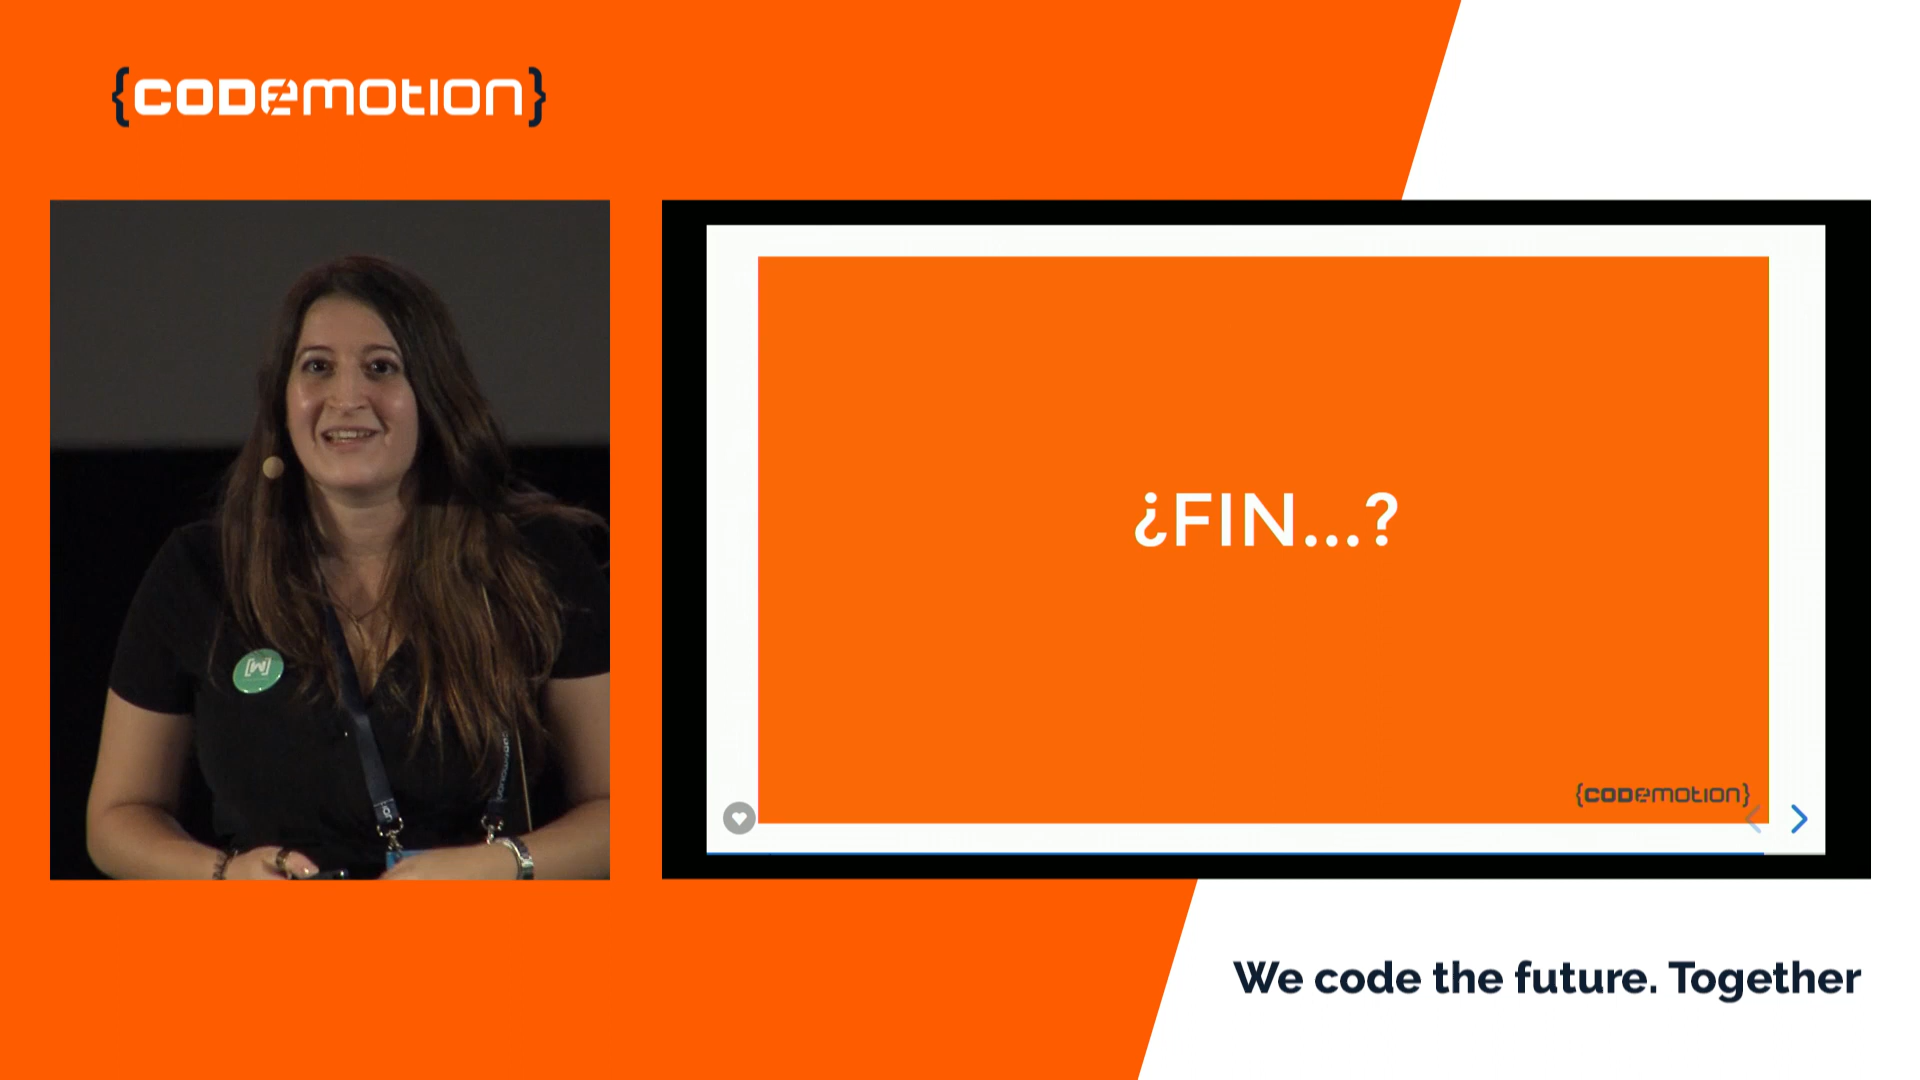 {codemotion}
¿FIN...?
{codemotion}
[W]
We code the future. Together